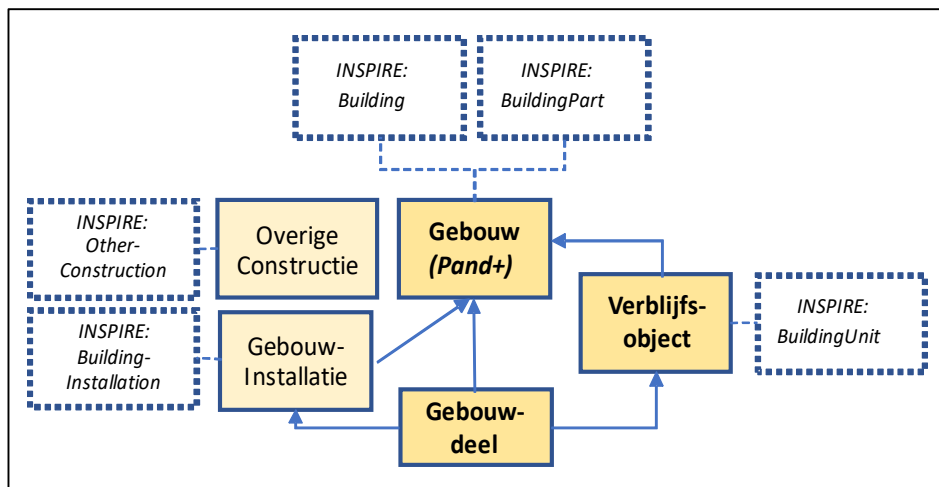 INSPIRE:
Building
INSPIRE:
BuildingPart
INSPIRE:
Other-
Construction
Overige
Constructie
Gebouw
(Pand+)
INSPIRE:
Building-
Installation
Gebouw-
Installatie
Verblijfs-
object
INSPIRE:
BuildingUnit
Gebouw-
deel